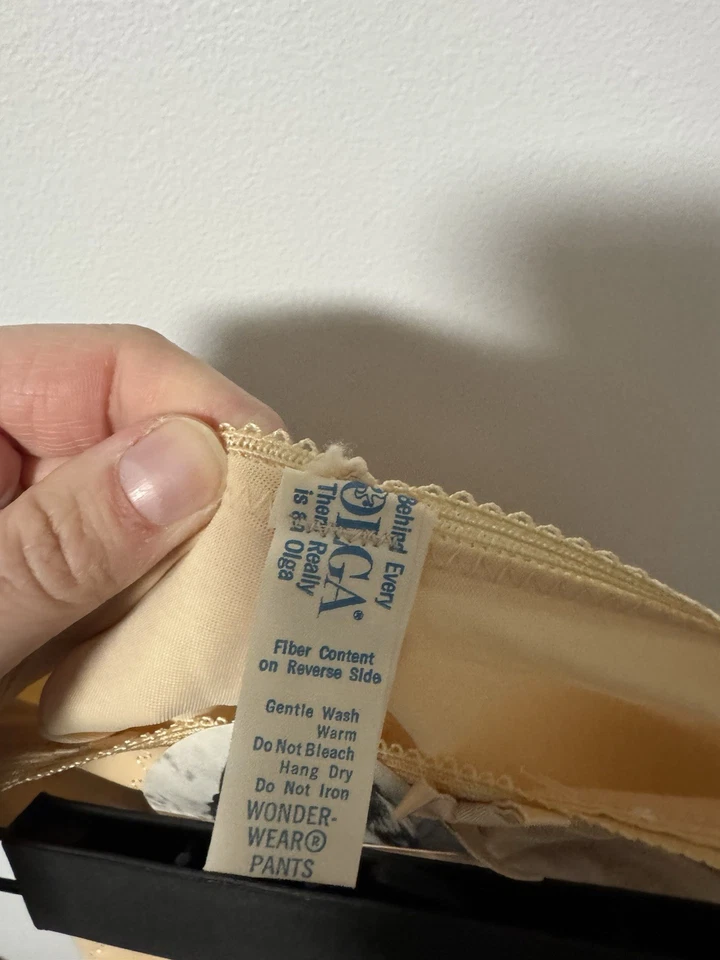 Behind Every
OLGA®
There Really
is an Olga
Fiber Content
on Reverse Side
Gentle Wash
Warm
Do Not Bleach
Hang Dry
Do Not Iron
WONDER-
WEAR®
PANTS